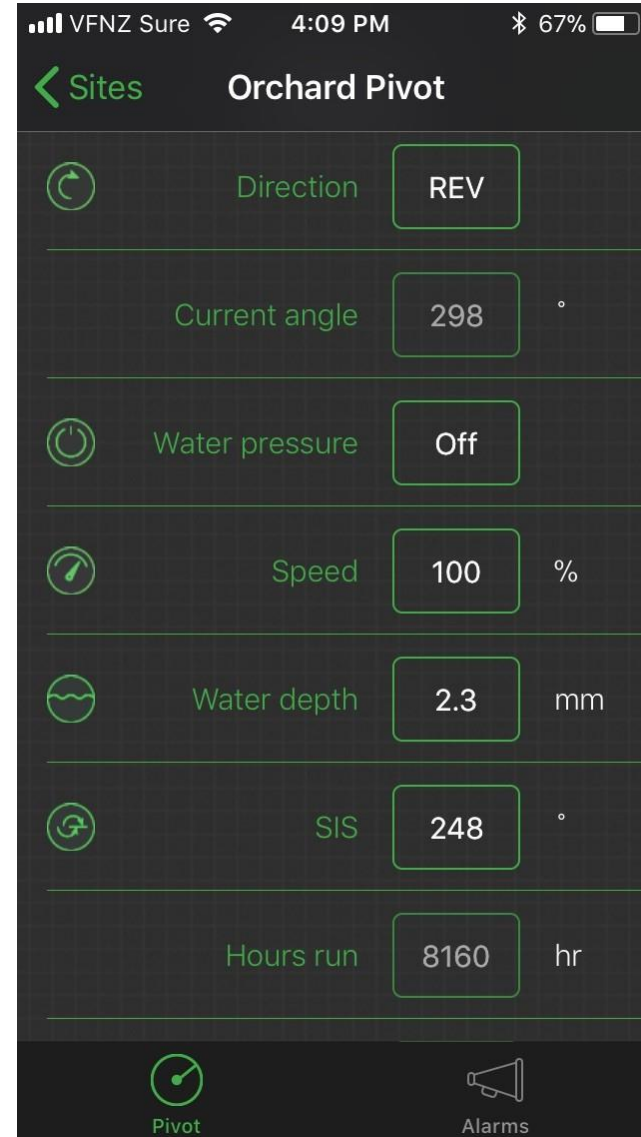 VFNZ Sure 4:09 PM 67%
Sites Orchard Pivot
Direction REV
Current angle 298 °
Water pressure Off
Speed 100 %
Water depth 2.3 mm
SIS 248 °
Hours run 8160 hr
Pivot Alarms